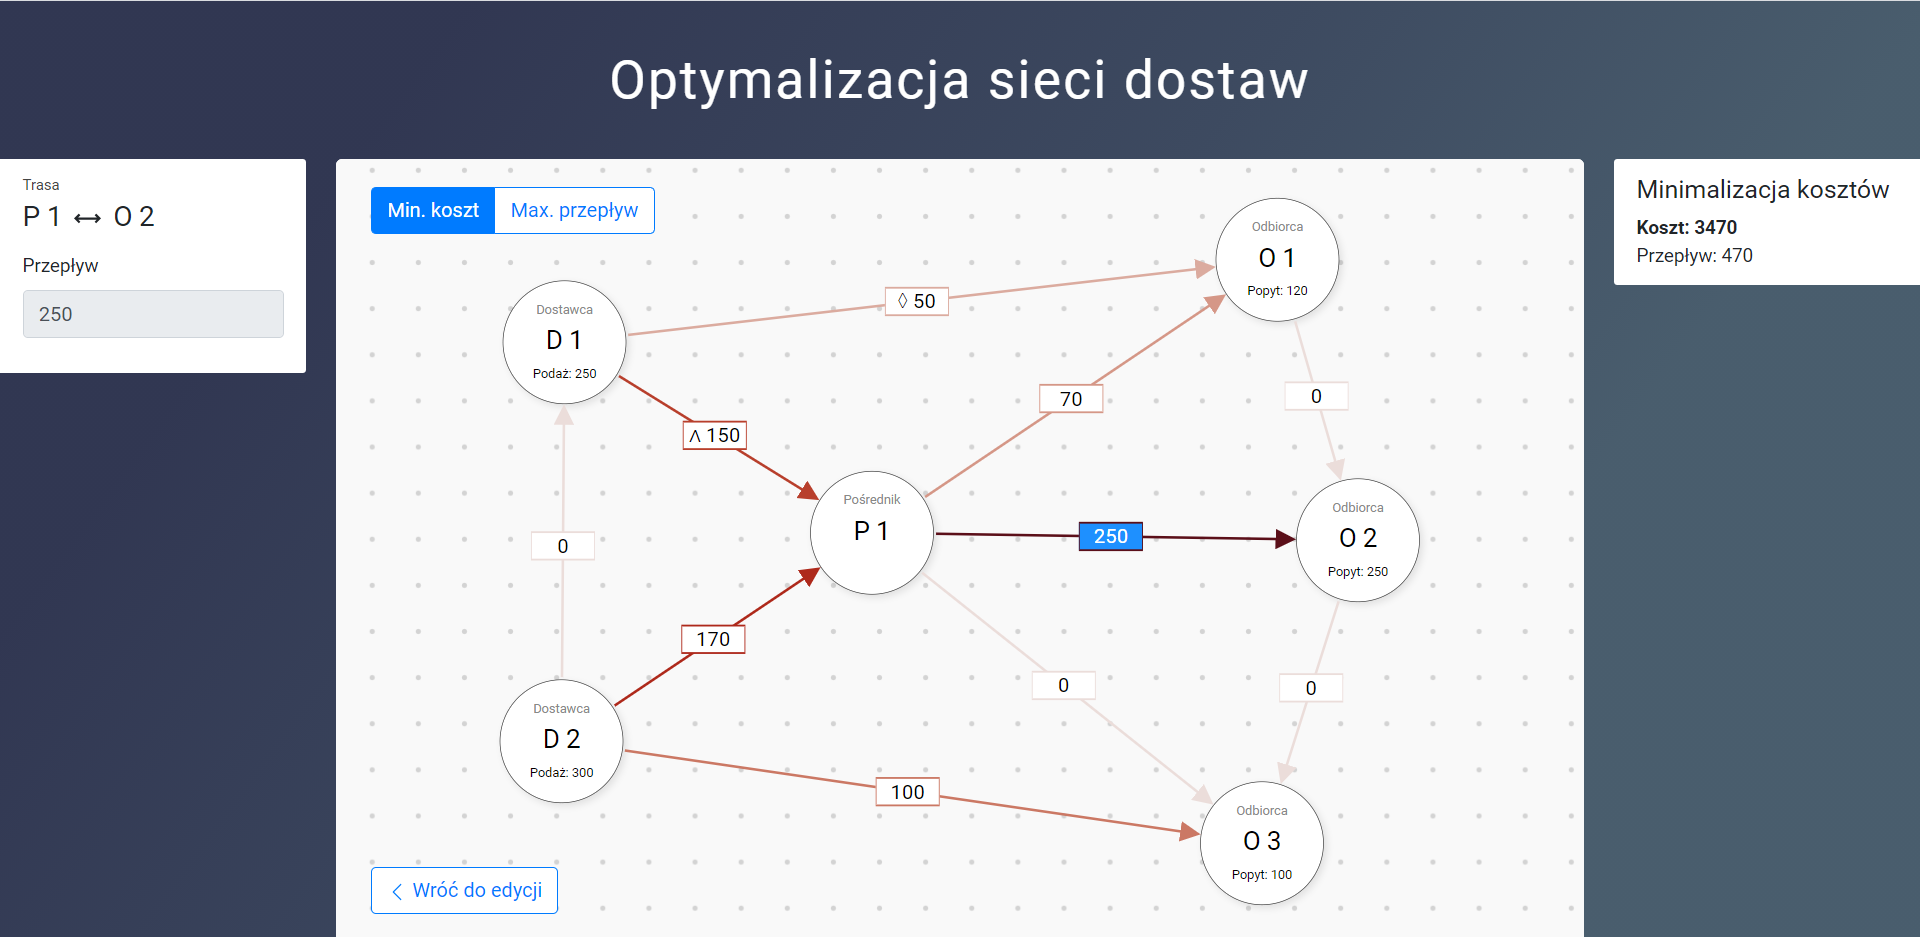 Optymalizacja sieci dostaw
Trasa
P 1 ↔ O 2
Przepływ
250
Min. koszt
Max. przepływ
Minimalizacja kosztów
Koszt: 3470
Przepływ: 470
Odbiorca
O 1
Popyt: 120
◊ 50
Dostawca
D 1
Podaż: 250
70
0
∧ 150
Pośrednik
P 1
250
Odbiorca
O 2
Popyt: 250
0
170
0
0
Dostawca
D 2
Podaż: 300
100
Odbiorca
O 3
Popyt: 100
Wróć do edycji